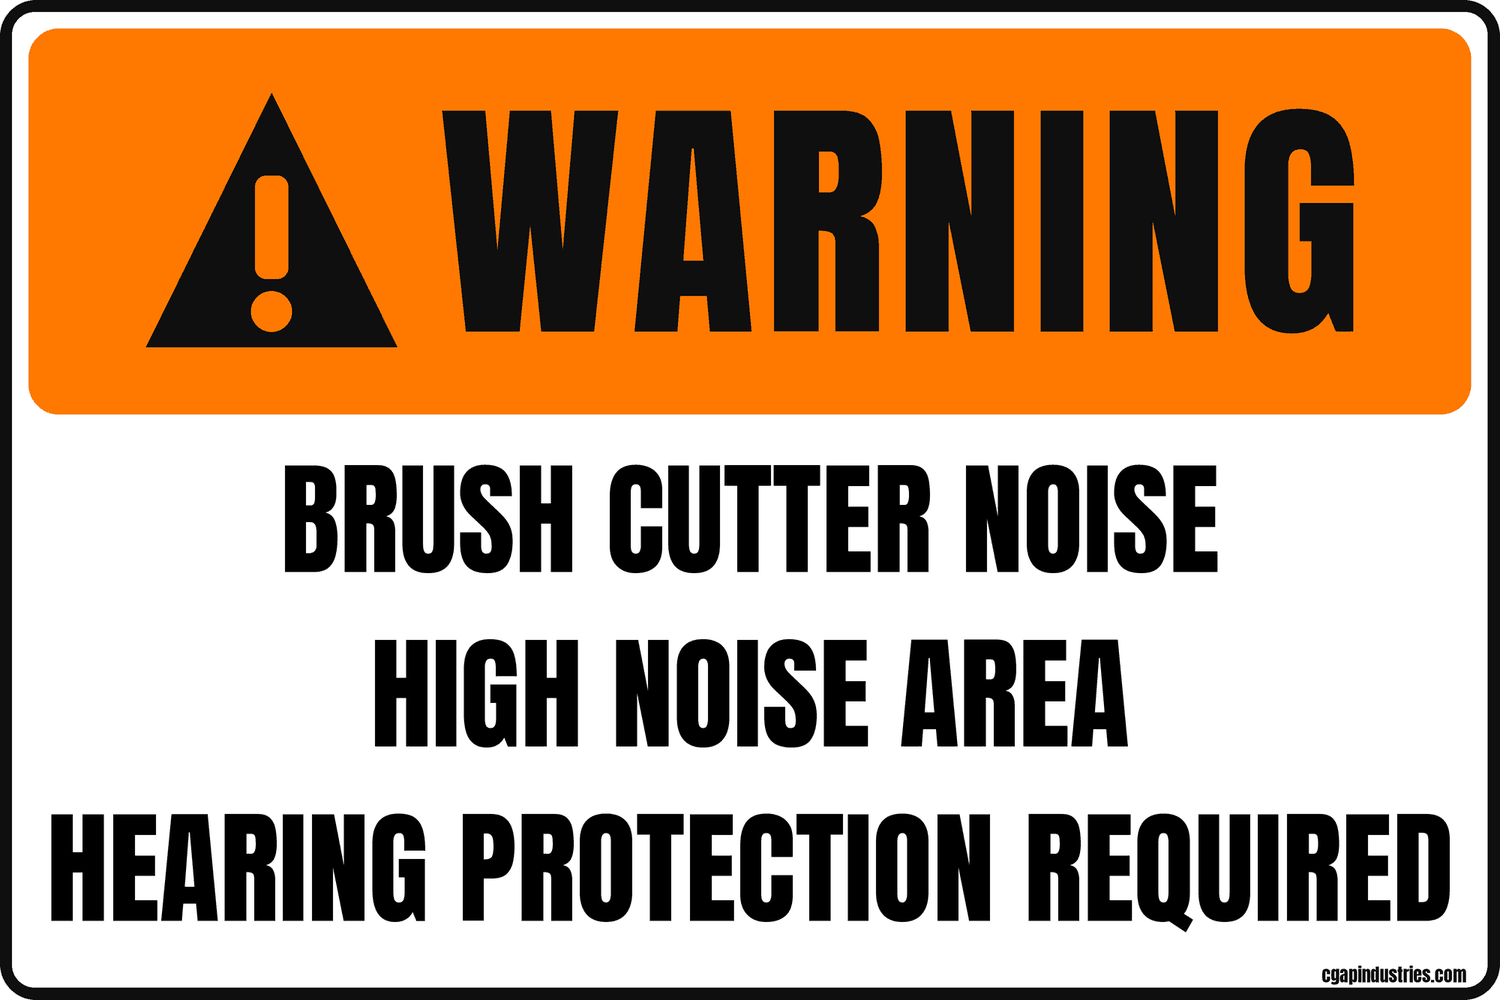 WARNING
BRUSH CUTTER NOISE
HIGH NOISE AREA
HEARING PROTECTION REQUIRED
cgapindustries.com